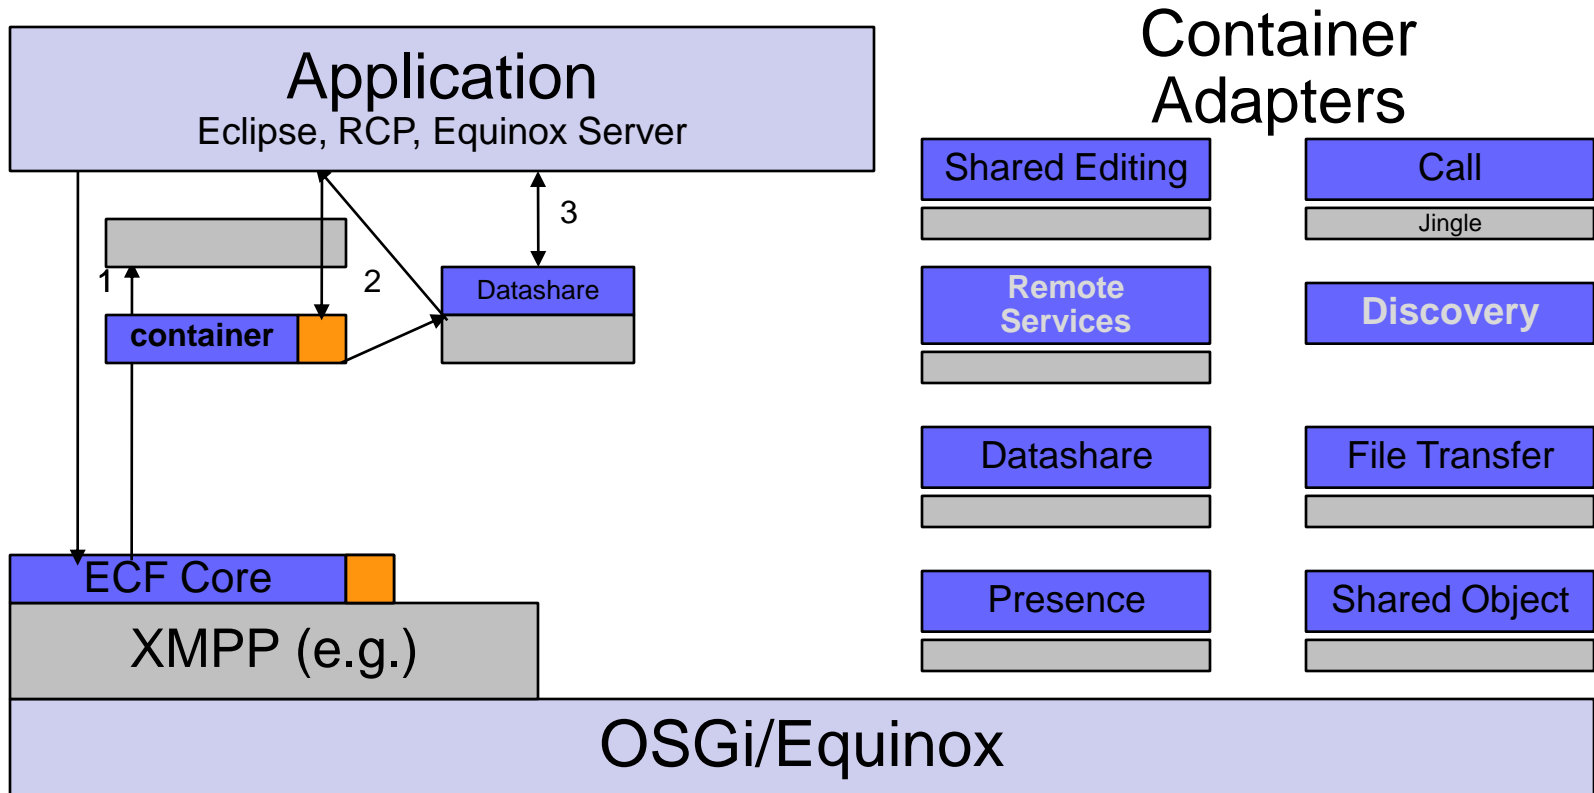 Application
Eclipse, RCP, Equinox Server
1
2
3
container
Datashare
ECF Core
XMPP (e.g.)
OSGi/Equinox
Container
Adapters
Shared Editing
Call
Jingle
Remote
Services
Discovery
Datashare
File Transfer
Presence
Shared Object